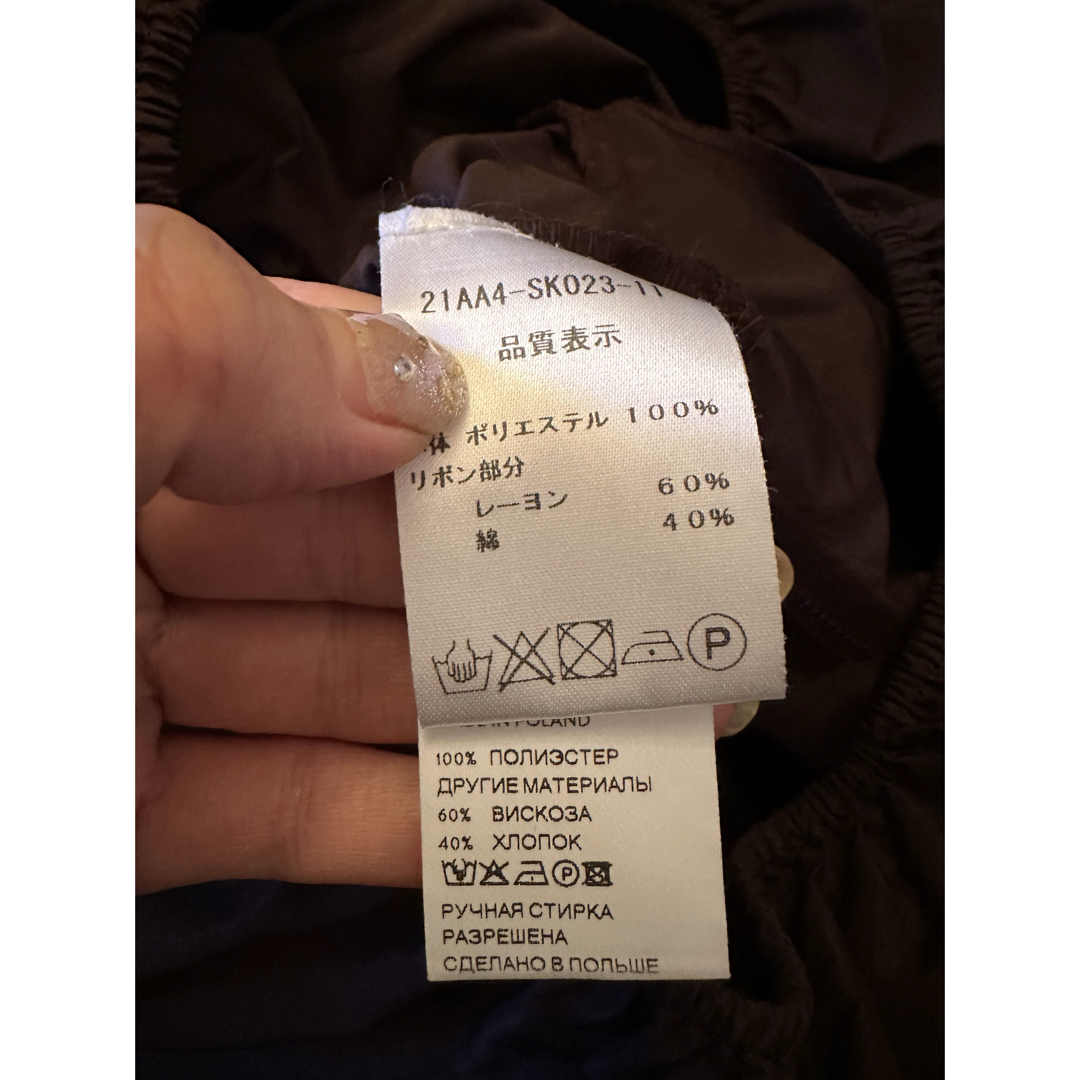 21AA4-SK023-11
品質表示
体 ポリエステル 100%
リボン部分
レーヨン 60%
綿 40%
P
IN POLAND
100% ПОЛИЭСТЕР
ДРУГИЕ МАТЕРИАЛЫ
60% ВИСКОЗА
40% ХЛОПОК
P
РУЧНАЯ СТИРКА
РАЗРЕШЕНА
СДЕЛАНО В ПОЛЬШЕ